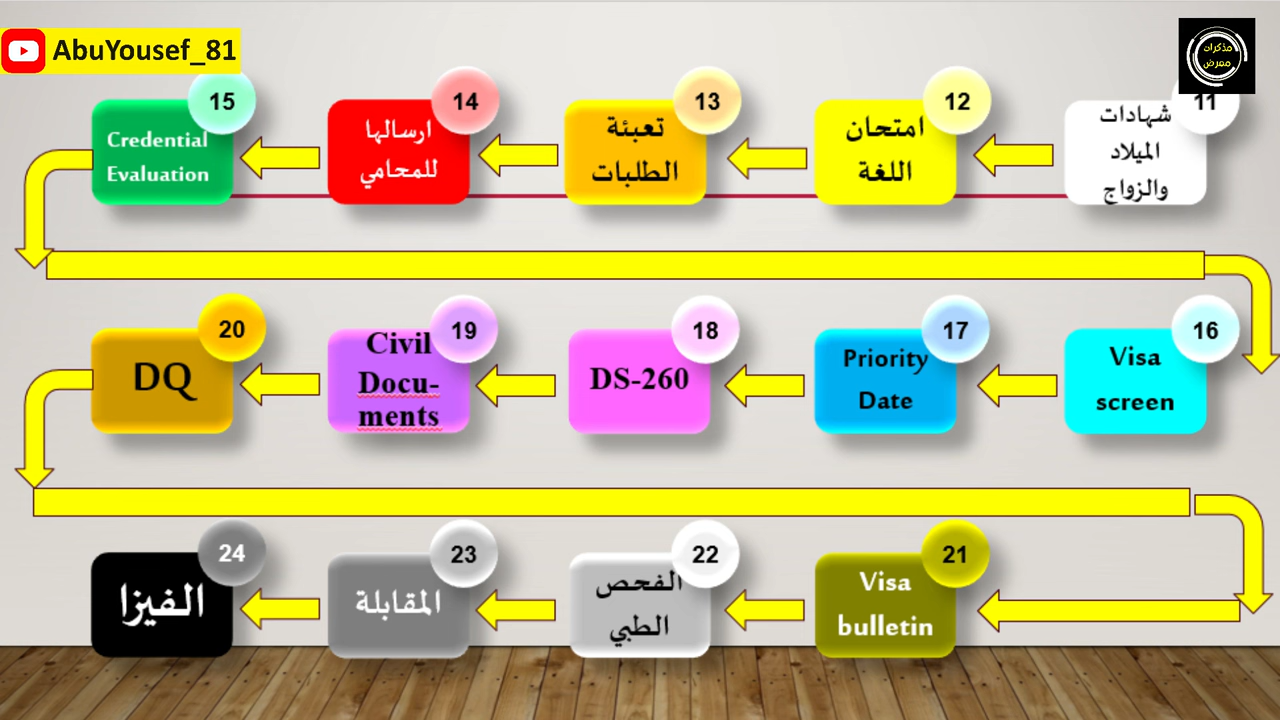 AbuYousef_81
مذكرات
ممرض
11
شهادات
الميلاد
والزواج
12
امتحان
اللغة
13
تعبئة
الطلبات
14
ارسالها
للمحامي
15
Credential
Evaluation
16
Visa
screen
17
Priority
Date
18
DS-260
19
Civil
Docu-
ments
20
DQ
21
Visa
bulletin
22
الفحص
الطبي
23
المقابلة
24
الفيزا